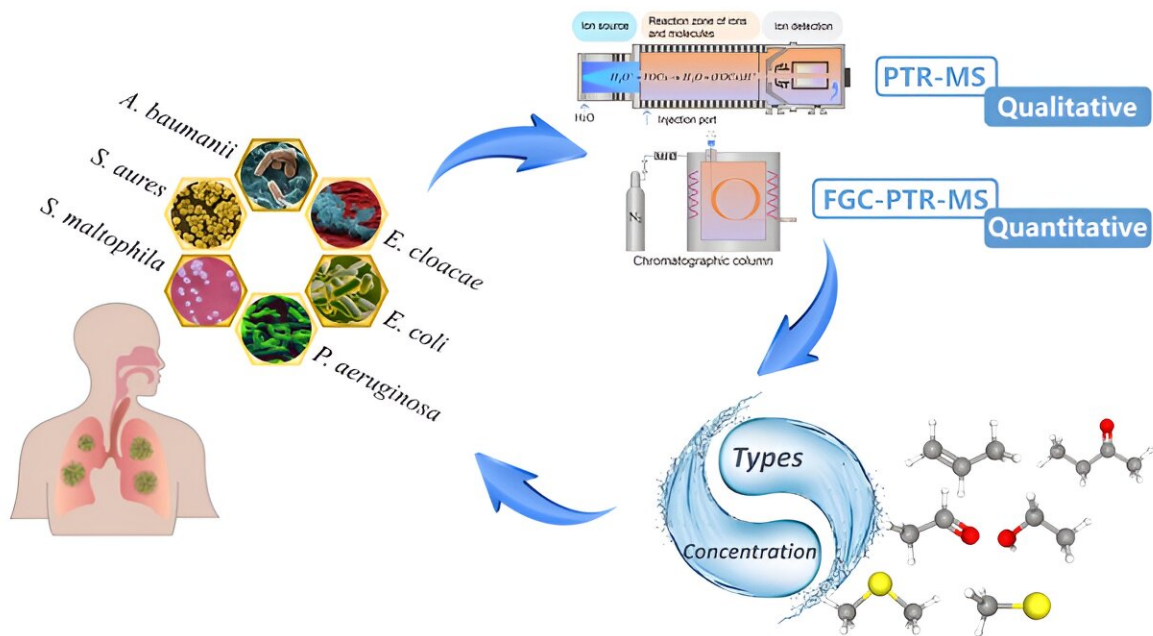 Ion source
Reaction zone of ions
and molecules
Ion detection
H₂O
Injection port
PTR-MS
Qualitative
N₂
Chromatographic column
FGC-PTR-MS
Quantitative
A. baumanii
S. aures
S. maltophila
E. cloacae
E. coli
P. aeruginosa
Types
Concentration